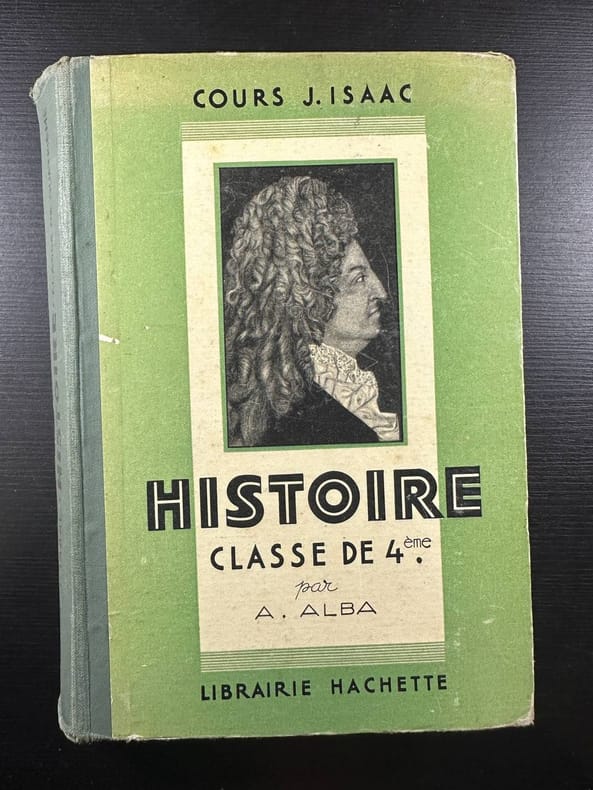 COURS J. ISAAC
HISTOIRE
CLASSE DE 4ème.
par
A. ALBA
LIBRAIRIE HACHETTE